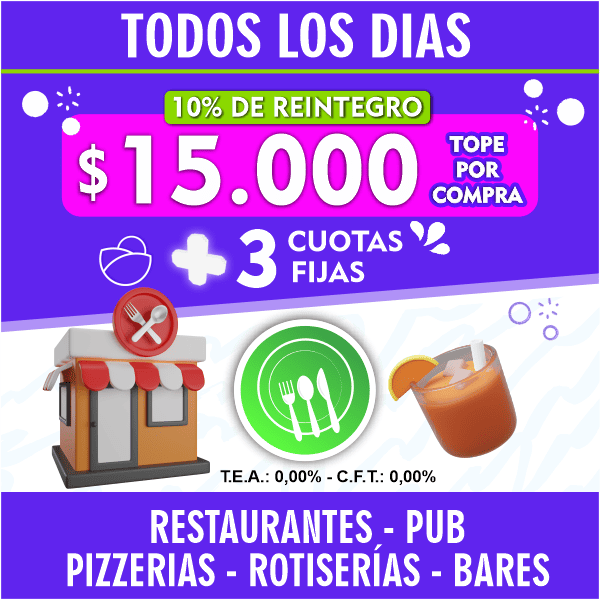 TODOS LOS DIAS
10% DE REINTEGRO
$ 15.000
TOPE
POR
COMPRA
+ 3 CUOTAS
FIJAS
T.E.A.: 0,00% - C.F.T.: 0,00%
RESTAURANTES - PUB
PIZZERIAS - ROTISERÍAS - BARES